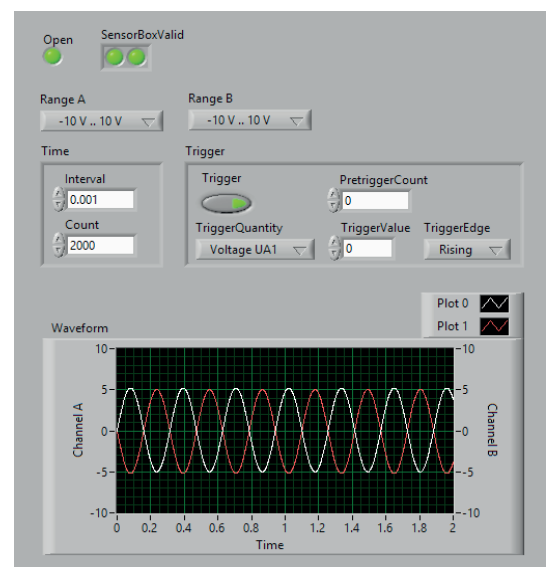 Open
SensorBoxValid
Range A
Range B
-10 V .. 10 V
-10 V .. 10 V
Time
Trigger
Interval
Trigger
PretriggerCount
0.001
0
Count
TriggerQuantity
TriggerValue
TriggerEdge
2000
Voltage UA1
0
Rising
Plot 0
Plot 1
Waveform
10
5
0
-5
-10
Channel A
10
5
0
-5
-10
Channel B
0 0.2 0.4 0.6 0.8 1 1.2 1.4 1.6 1.8 2
Time